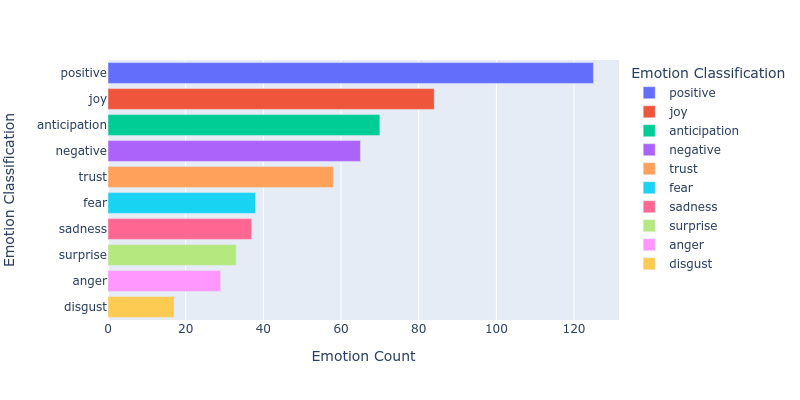 positive
joy
anticipation
negative
trust
fear
sadness
surprise
anger
disgust
0 20 40 60 80 100 120
Emotion Count
Emotion Classification
Emotion Classification
positive
joy
anticipation
negative
trust
fear
sadness
surprise
anger
disgust